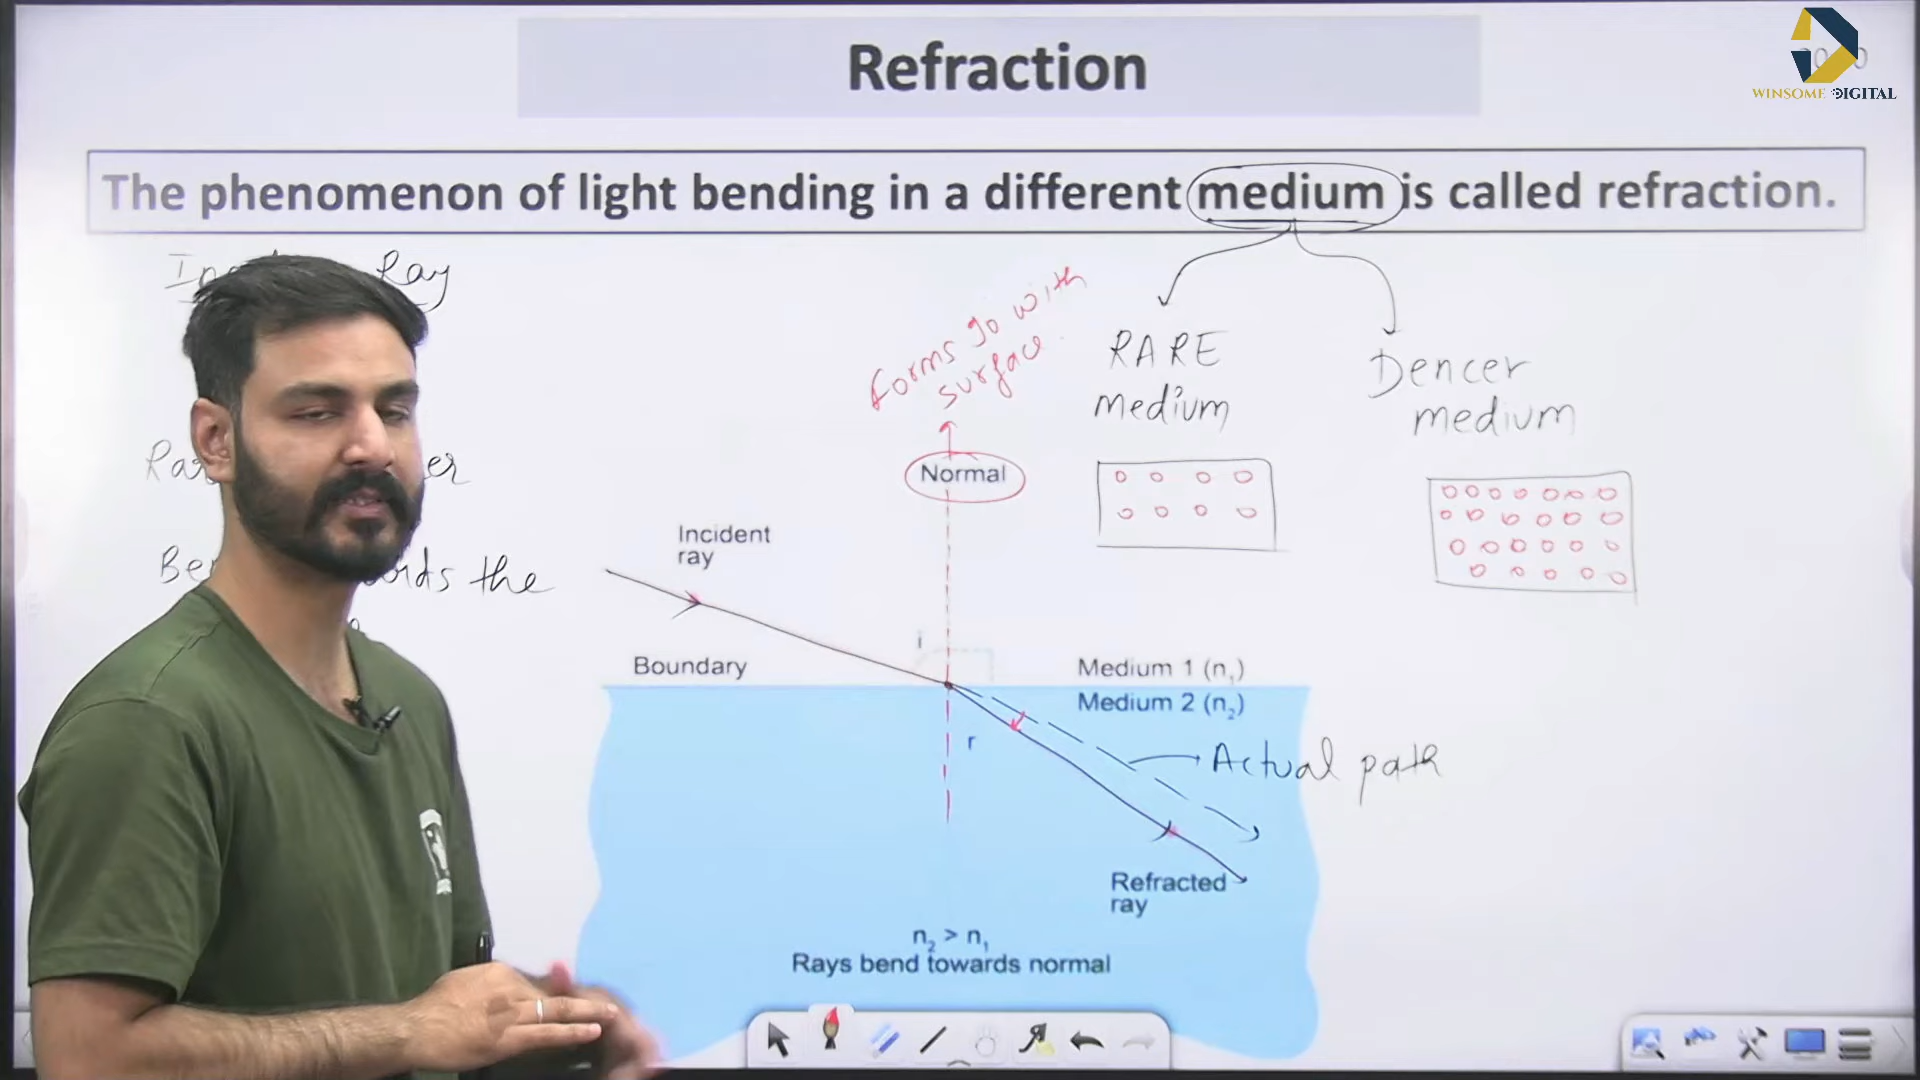 Refraction
WINSOME DIGITAL
The phenomenon of light bending in a different medium is called refraction.
Ray
Forms 90 with
surface.
RARE
medium
Dencer
medium
Normal
Incident
ray
the
i
Boundary
Medium 1 (n₁)
Medium 2 (n₂)
r
Actual path
Refracted
ray
n₂ > n₁
Rays bend towards normal